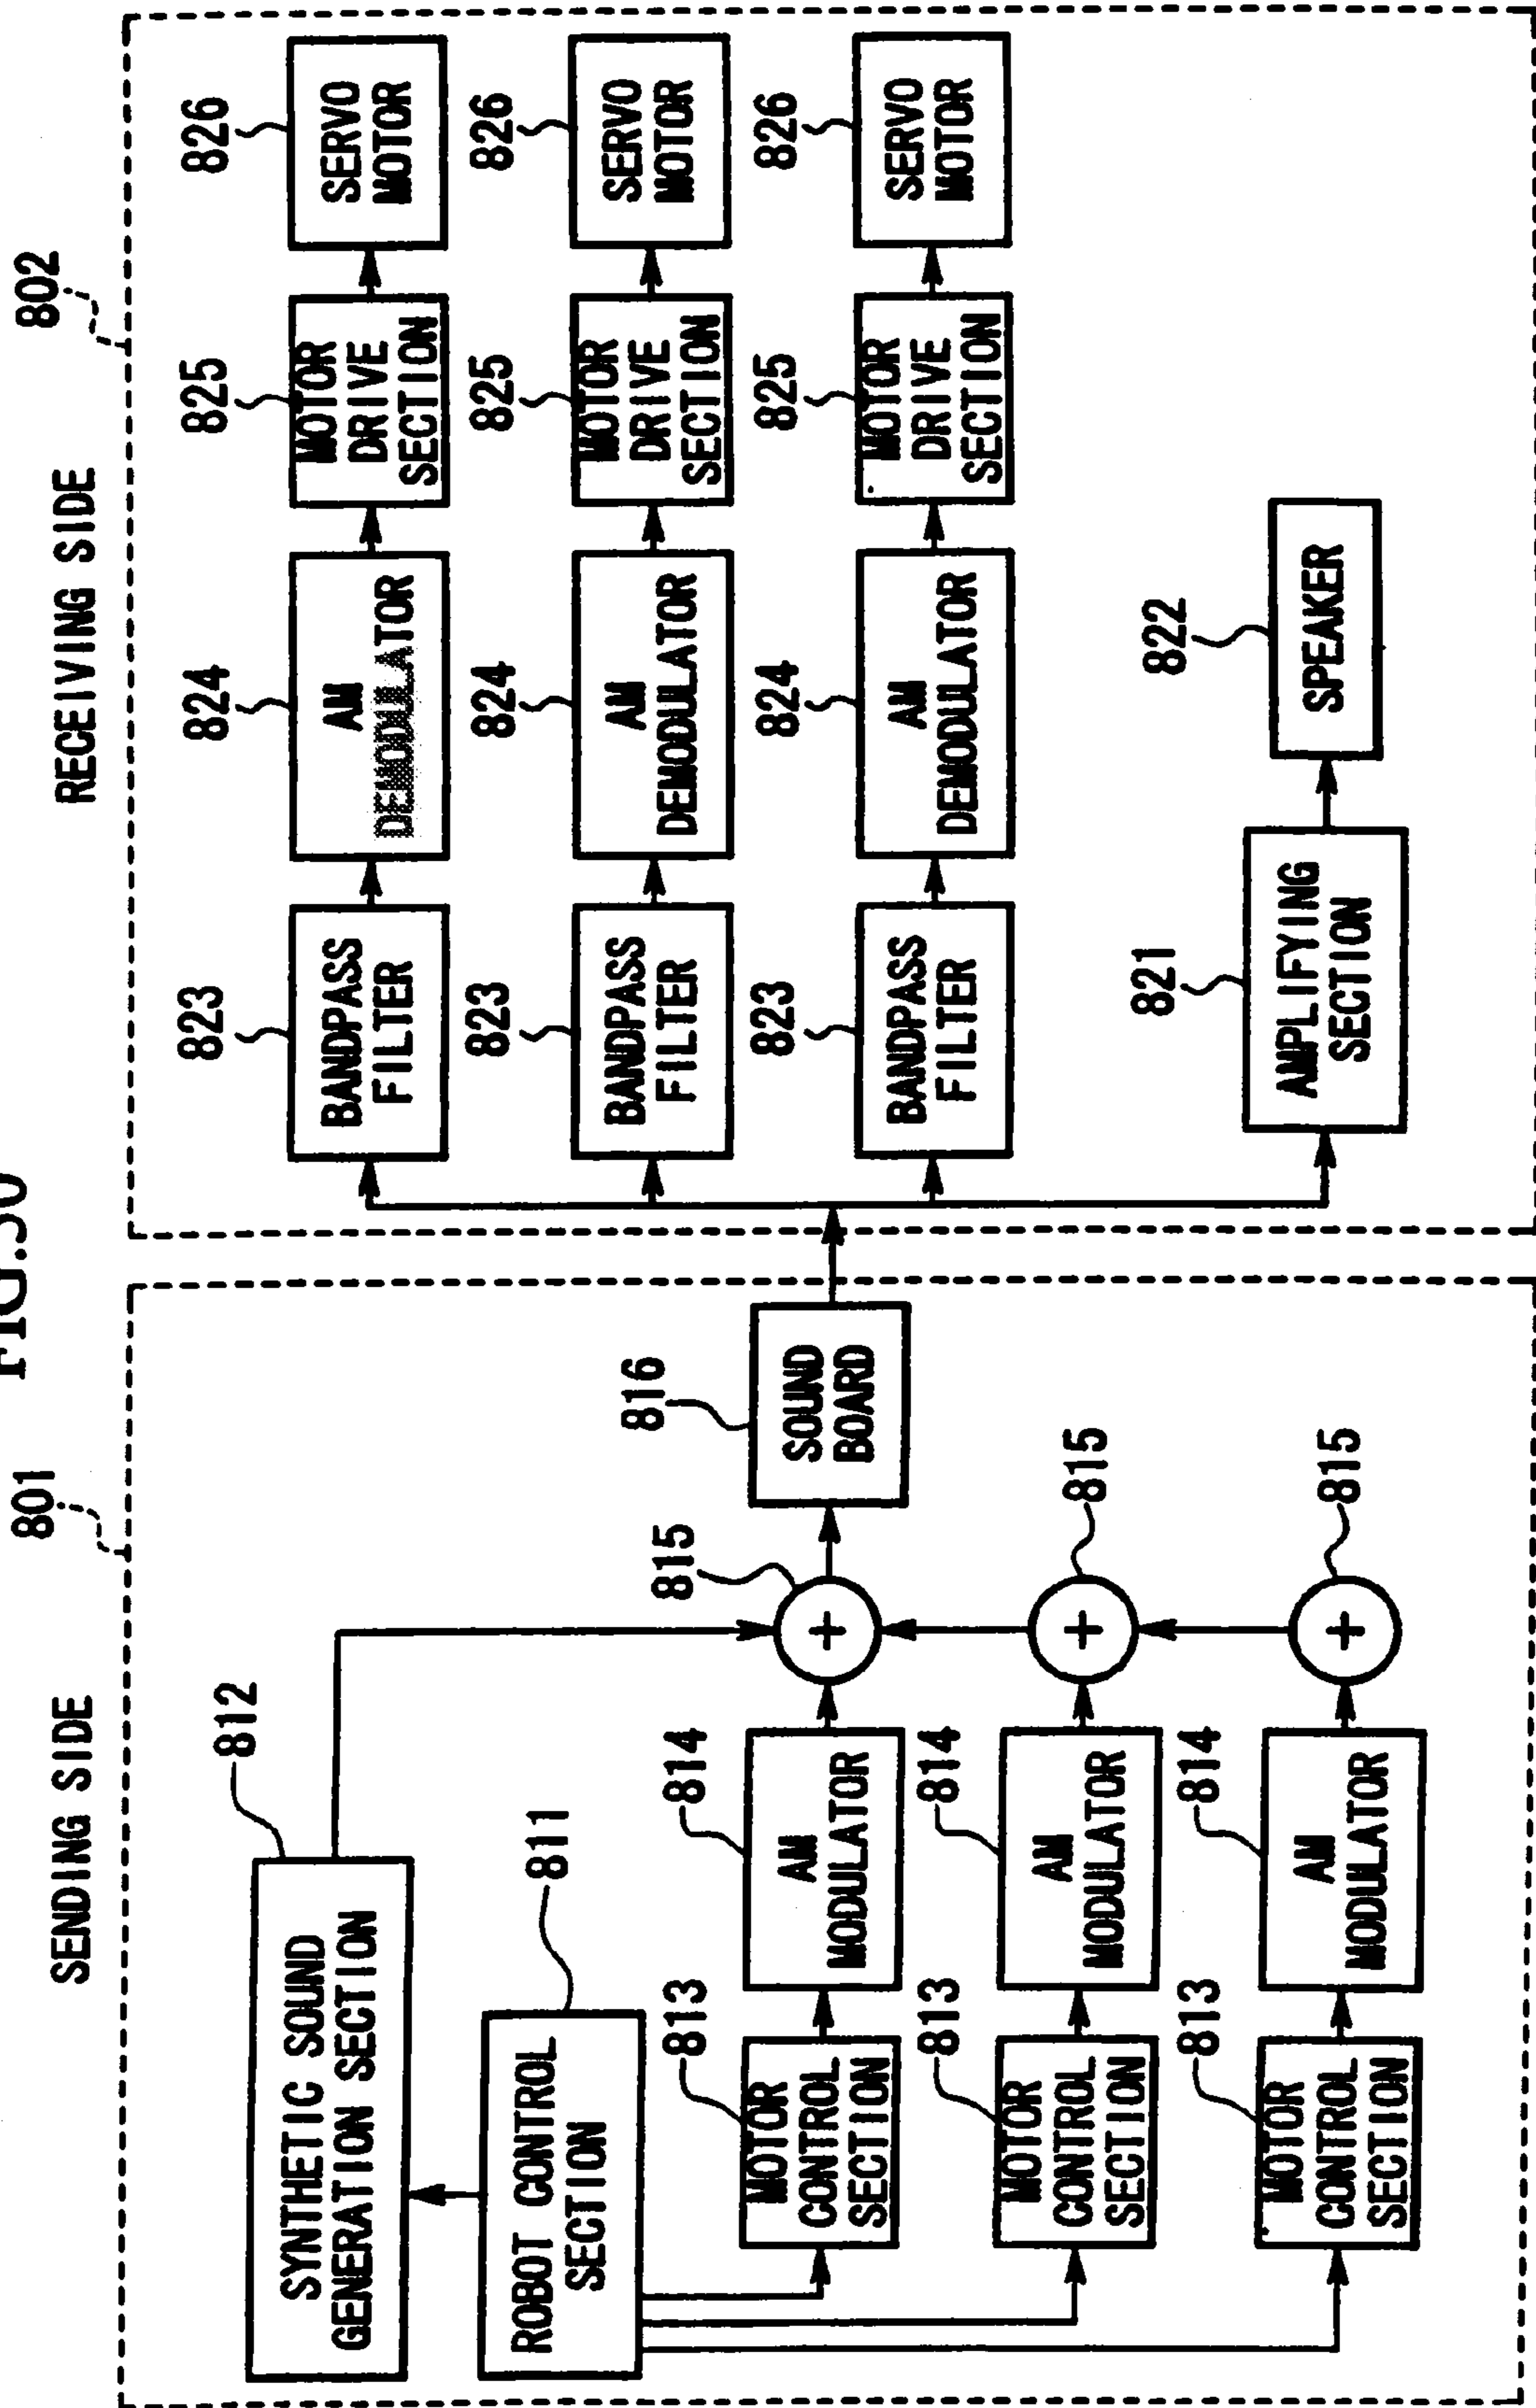 FIG.30
801
SENDING SIDE
812
SYNTHETIC SOUND
GENERATION SECTION
811
ROBOT CONTROL
SECTION
813
MOTOR
CONTROL
SECTION
814
AM
MODULATOR
815
+
816
SOUND
BOARD
813
MOTOR
CONTROL
SECTION
814
AM
MODULATOR
815
+
813
MOTOR
CONTROL
SECTION
814
AM
MODULATOR
815
+
802
RECEIVING SIDE
823
BANDPASS
FILTER
824
AM
DEMODULATOR
825
MOTOR
DRIVE
SECTION
826
SERVO
MOTOR
823
BANDPASS
FILTER
824
AM
DEMODULATOR
825
MOTOR
DRIVE
SECTION
826
SERVO
MOTOR
823
BANDPASS
FILTER
824
AM
DEMODULATOR
825
MOTOR
DRIVE
SECTION
826
SERVO
MOTOR
821
AMPLIFYING
SECTION
822
SPEAKER